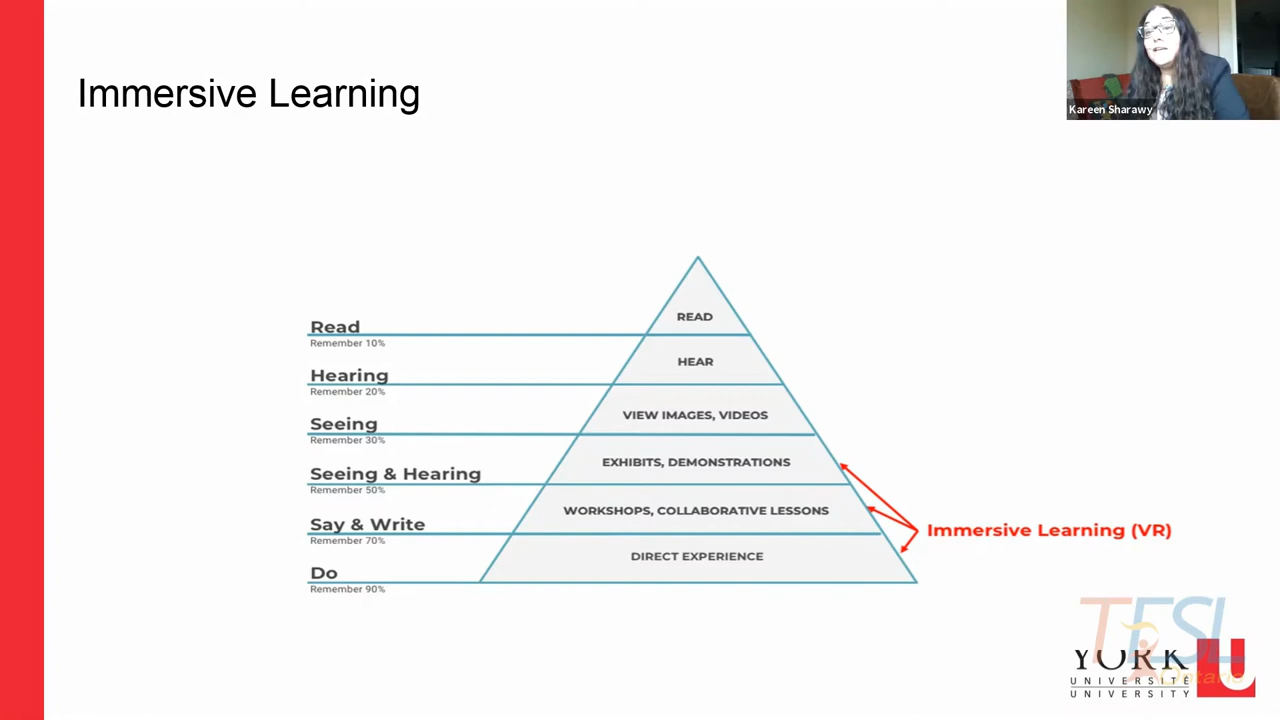 Immersive Learning
Kareen Sharawy
READ
Read
Remember 10%
HEAR
Hearing
Remember 20%
VIEW IMAGES, VIDEOS
Seeing
Remember 30%
EXHIBITS, DEMONSTRATIONS
Seeing & Hearing
Remember 50%
WORKSHOPS, COLLABORATIVE LESSONS
Say & Write
Remember 70%
Immersive Learning (VR)
DIRECT EXPERIENCE
Do
Remember 90%
TESL
Ontario
YORK
UNIVERSITÉ
UNIVERSITY
U